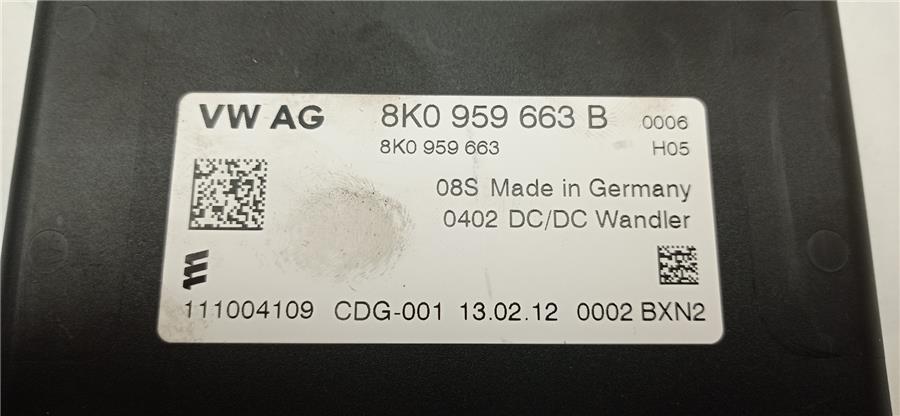 VW AG 8K0 959 663 B 0006
8K0 959 663 H05
08S Made in Germany
0402 DC/DC Wandler
111004109 CDG-001 13.02.12 0002 BXN2